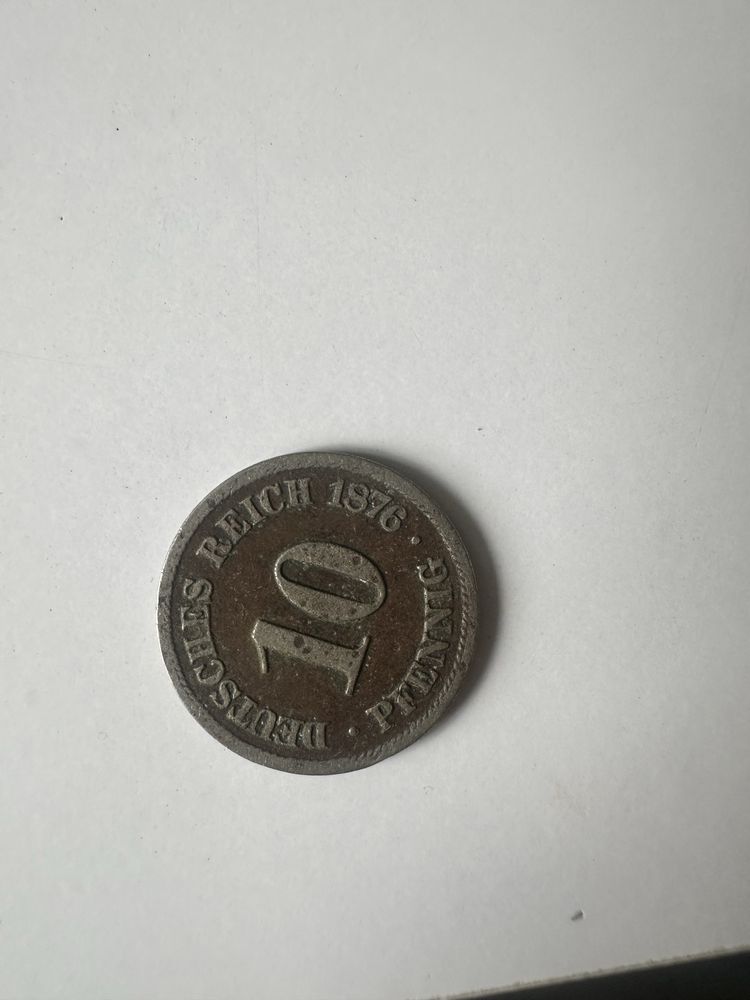 DEUTSCHES REICH 1876 ·
10
PFENNIG ·